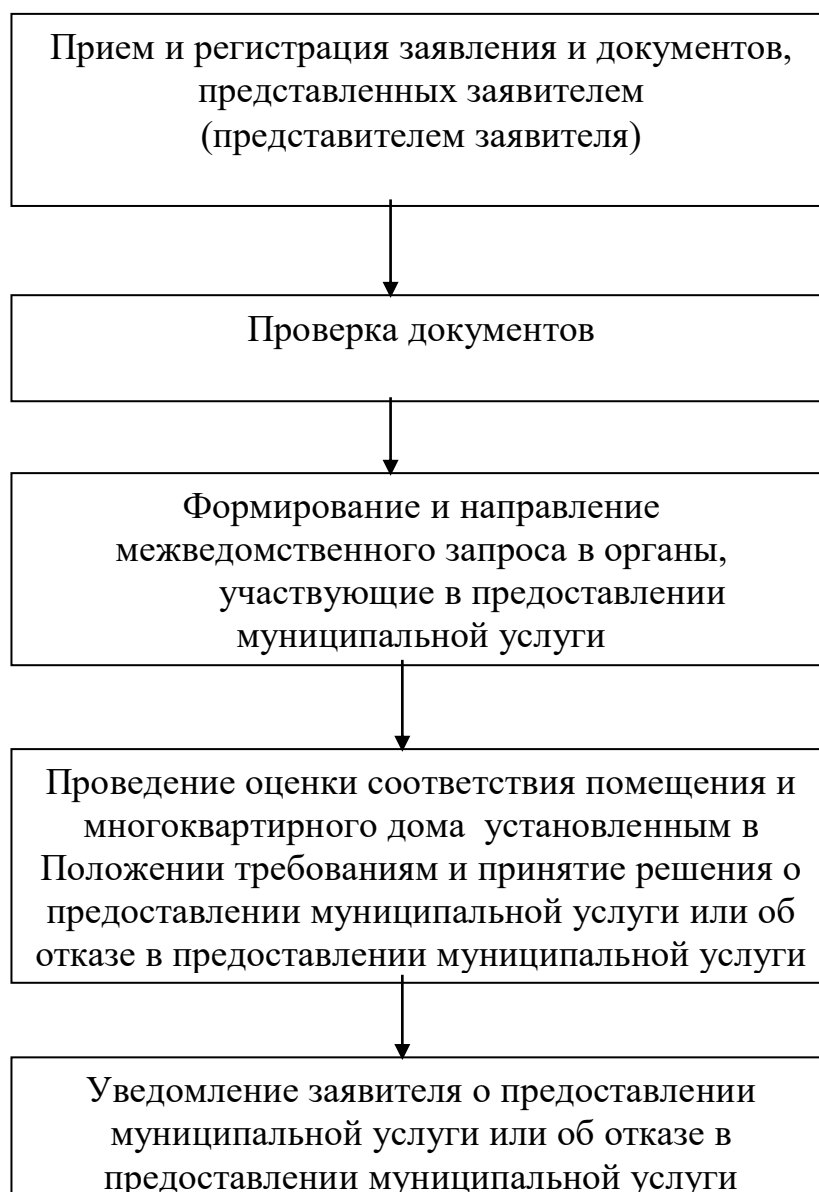 Прием и регистрация заявления и документов,
представленных заявителем
(представителем заявителя)
Проверка документов
Формирование и направление
межведомственного запроса в органы,
участвующие в предоставлении
муниципальной услуги
Проведение оценки соответствия помещения и
многоквартирного дома установленным в
Положении требованиям и принятие решения о
предоставлении муниципальной услуги или об
отказе в предоставлении муниципальной услуги
Уведомление заявителя о предоставлении
муниципальной услуги или об отказе в
предоставлении муниципальной услуги